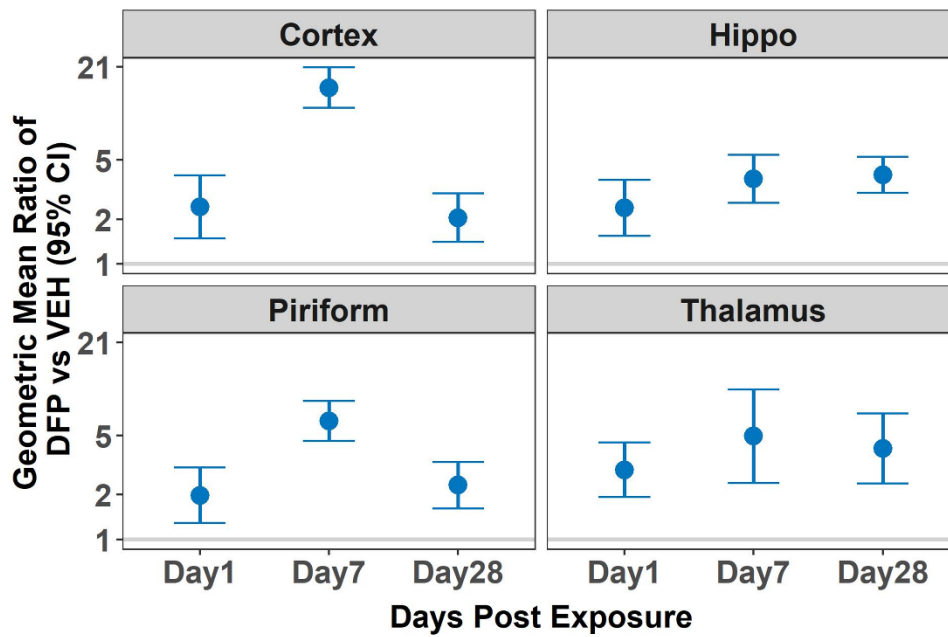 Cortex
Hippo
21
5
2
1
Piriform
Thalamus
21
5
2
1
Day1 Day7 Day28
Day1 Day7 Day28
Days Post Exposure
Geometric Mean Ratio of
DFP vs VEH (95% CI)